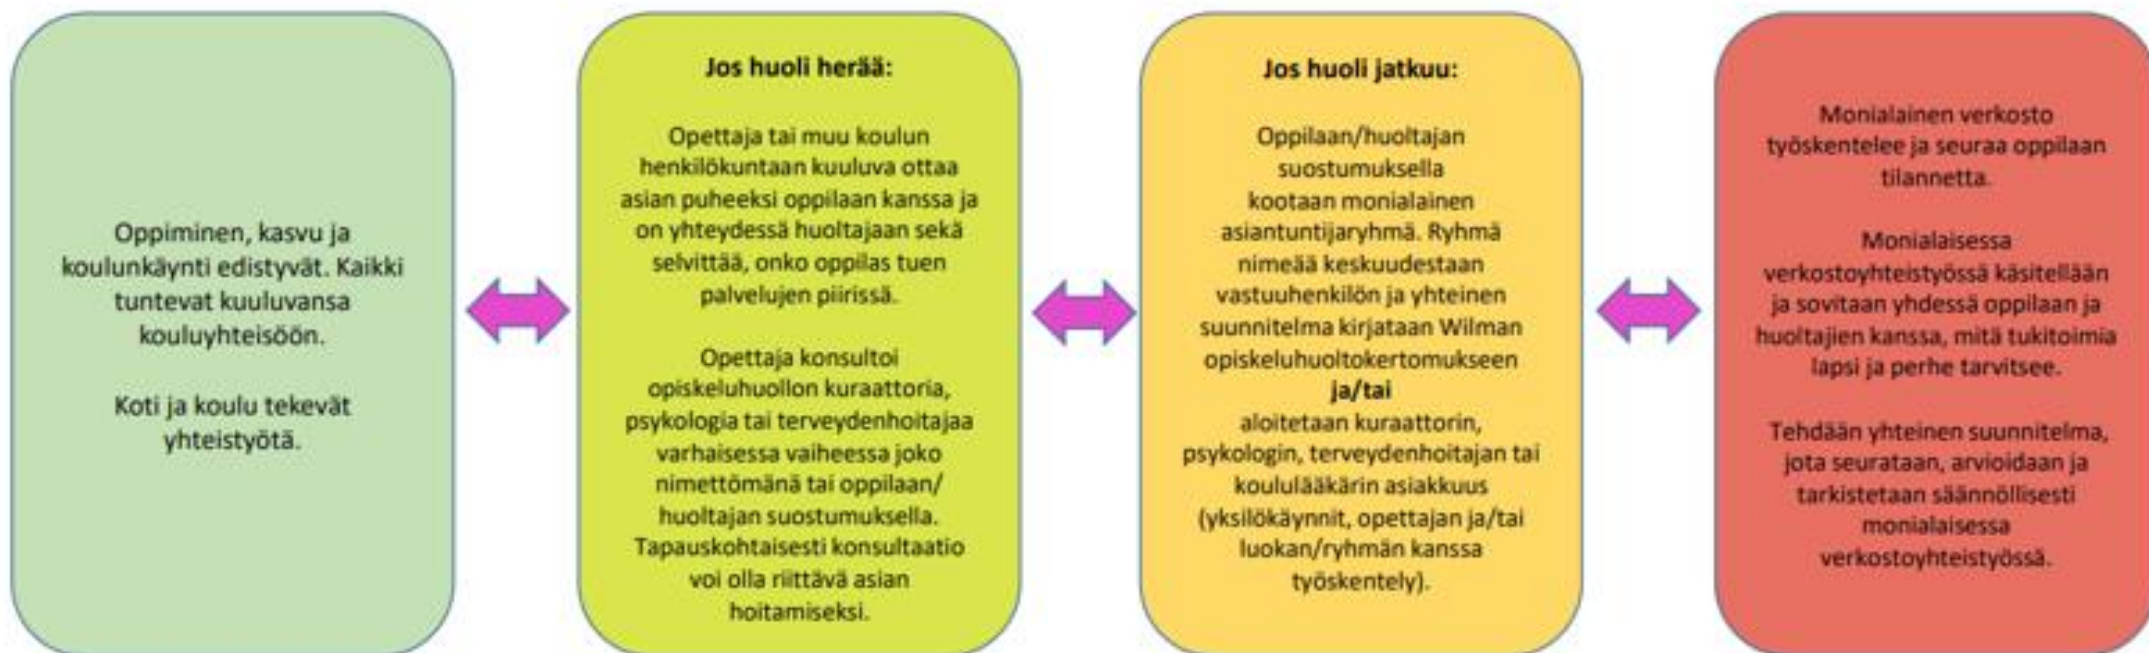 Oppiminen, kasvu ja
koulunkäynti edistyvät. Kaikki
tuntevat kuuluvansa
kouluyhteisöön.
Koti ja koulu tekevät
yhteistyötä.
Jos huoli herää:
Opettaja tai muu koulun
henkilökuntaan kuuluva ottaa
asian puheeksi oppilaan kanssa ja
on yhteydessä huoltajaan sekä
selvittää, onko oppilas tuen
palvelujen piirissä.
Opettaja konsultoi
opiskeluhuollon kuraattoria,
psykologia tai terveydenhoitajaa
varhaisessa vaiheessa joko
nimettömänä tai oppilaan/
huoltajan suostumuksella.
Tapauskohtaisesti konsultaatio
voi olla riittävä asian
hoitamiseksi.
Jos huoli jatkuu:
Oppilaan/huoltajan
suostumuksella
kootaan monialainen
asiantuntijaryhmä. Ryhmä
nimeää keskuudestaan
vastuuhenkilön ja yhteinen
suunnitelma kirjataan Wilman
opiskeluhuoltokertomukseen
ja/tai
aloitetaan kuraattorin,
psykologin, terveydenhoitajan tai
koululääkärin asiakkuus
(yksilökäynnit, opettajan ja/tai
luokan/ryhmän kanssa
työskentely).
Monialainen verkosto
työskentelee ja seuraa oppilaan
tilannetta.
Monialaisessa
verkostoyhteistyössä käsitellään
ja sovitaan yhdessä oppilaan ja
huoltajien kanssa, mitä tukitoimia
lapsi ja perhe tarvitsee.
Tehdään yhteinen suunnitelma,
jota seurataan, arvioidaan ja
tarkistetaan säännöllisesti
monialaisessa
verkostoyhteistyössä.